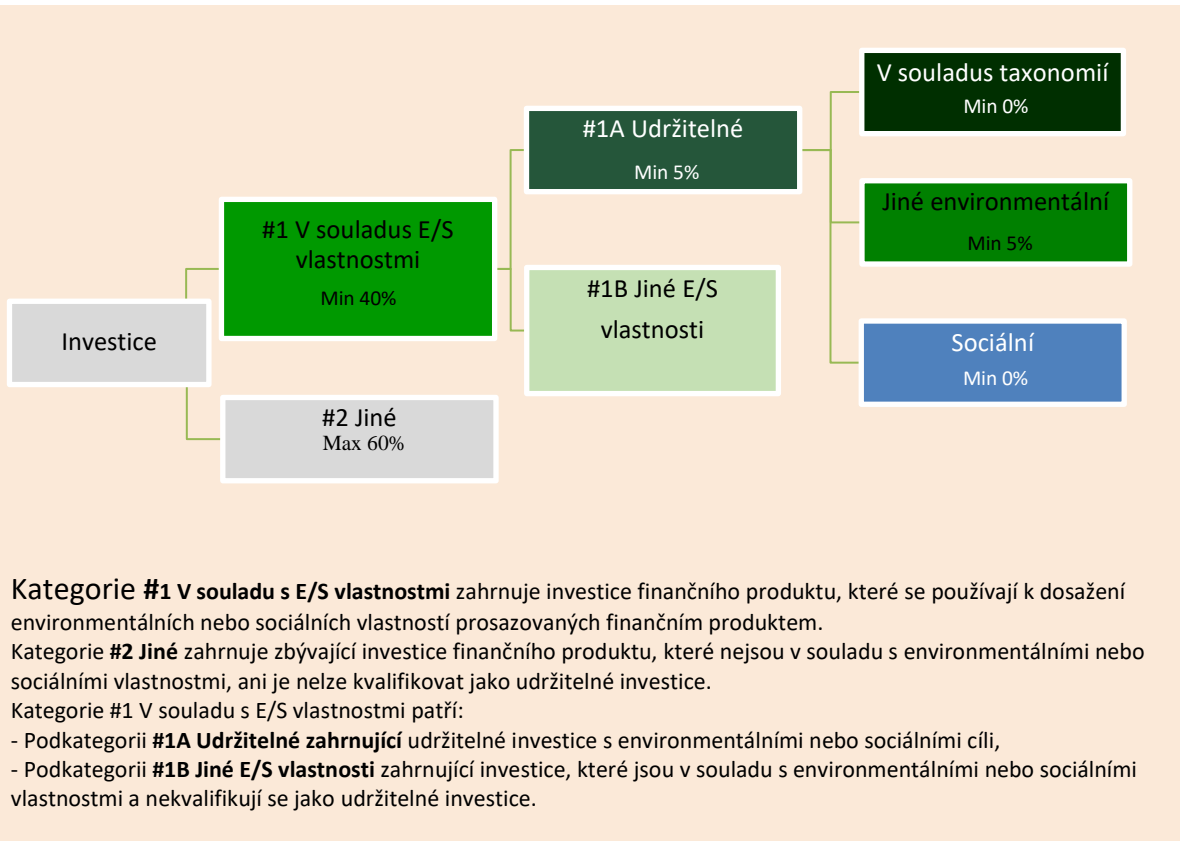 V souladus taxonomií
Min 0%
#1A Udržitelné
Min 5%
Jiné environmentální
Min 5%
#1 V souladus E/S
vlastnostmi
Min 40%
#1B Jiné E/S
vlastnosti
Investice
Sociální
Min 0%
#2 Jiné
Max 60%
Kategorie #1 V souladu s E/S vlastnostmi zahrnuje investice finančního produktu, které se používají k dosažení
environmentálních nebo sociálních vlastností prosazovaných finančním produktem.
Kategorie #2 Jiné zahrnuje zbývající investice finančního produktu, které nejsou v souladu s environmentálními nebo
sociálními vlastnostmi, ani je nelze kvalifikovat jako udržitelné investice.
Kategorie #1 V souladu s E/S vlastnostmi patří:
- Podkategorii #1A Udržitelné zahrnující udržitelné investice s environmentálními nebo sociálními cíli,
- Podkategorii #1B Jiné E/S vlastnosti zahrnující investice, které jsou v souladu s environmentálními nebo sociálními
vlastnostmi a nekvalifikují se jako udržitelné investice.